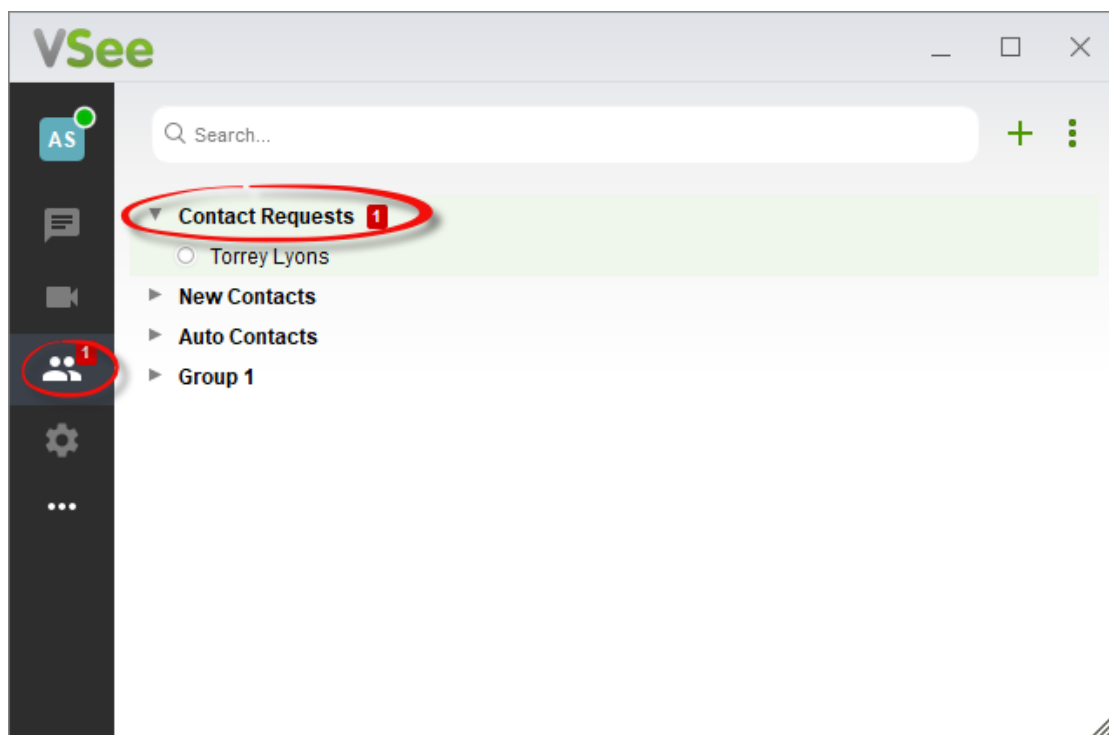 VSee
AS
Search...
Contact Requests 1
Torrey Lyons
New Contacts
1
Auto Contacts
Group 1